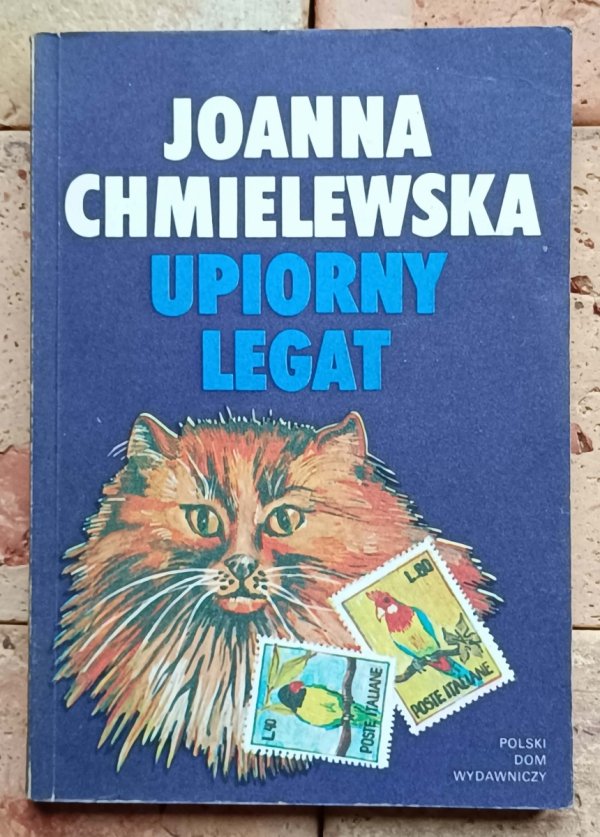 JOANNA
CHMIELEWSKA
UPIORNY
LEGAT
L.80
POSTE ITALIANE
L.40
POSTE ITALIANE
POLSKI
DOM
WYDAWNICZY